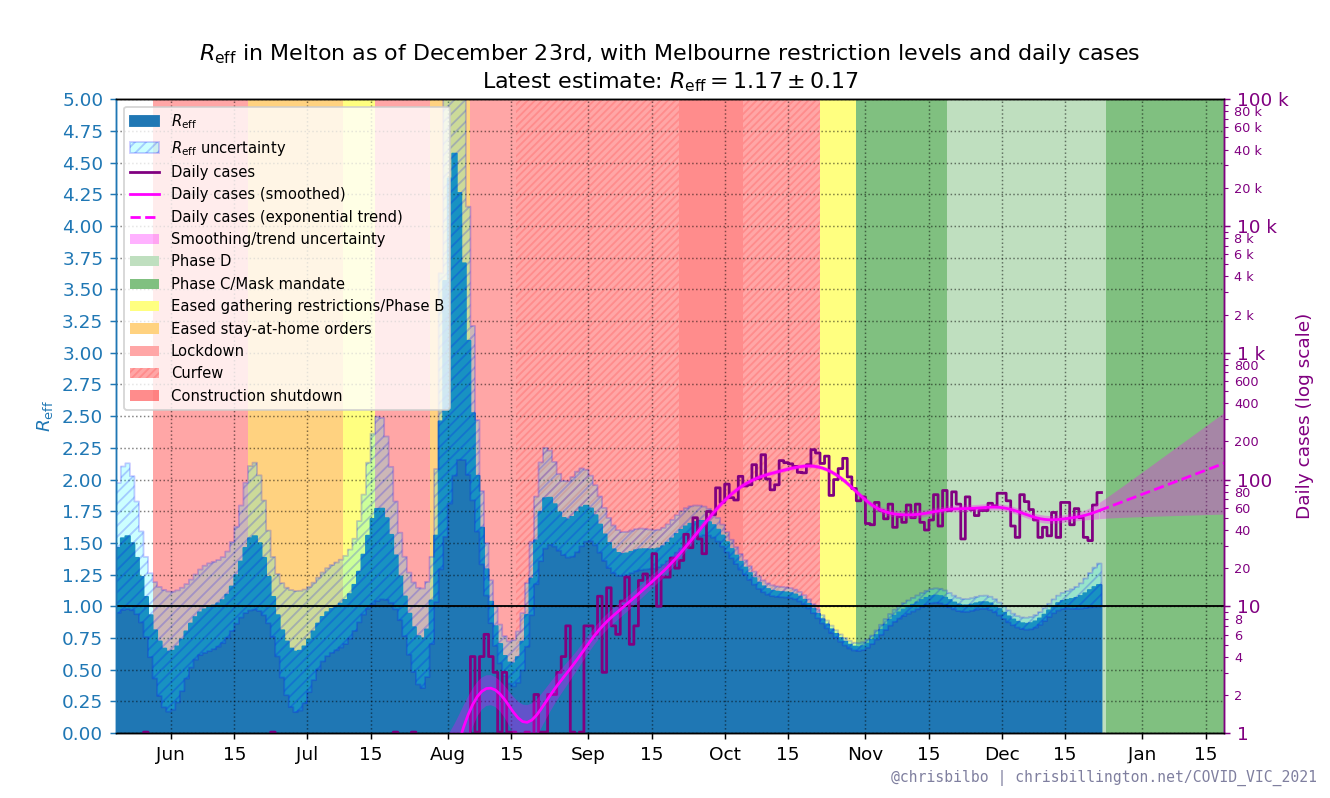 R_eff in Melton as of December 23rd, with Melbourne restriction levels and daily cases
Latest estimate: R_eff = 1.17 ± 0.17
R_eff
R_eff uncertainty
Daily cases
Daily cases (smoothed)
Daily cases (exponential trend)
Smoothing/trend uncertainty
Phase D
Phase C/Mask mandate
Eased gathering restrictions/Phase B
Eased stay-at-home orders
Lockdown
Curfew
Construction shutdown
5.00
4.75
4.50
4.25
4.00
3.75
3.50
3.25
3.00
2.75
2.50
2.25
2.00
1.75
1.50
1.25
1.00
0.75
0.50
0.25
0.00
R_eff
100 k
80 k
60 k
40 k
20 k
10 k
8 k
6 k
4 k
2 k
1 k
800
600
400
200
100
80
60
40
20
10
8
6
4
2
1
Daily cases (log scale)
Jun 15 Jul 15 Aug 15 Sep 15 Oct 15 Nov 15 Dec 15 Jan 15
@chrisbilbo | chrisbillington.net/COVID_VIC_2021